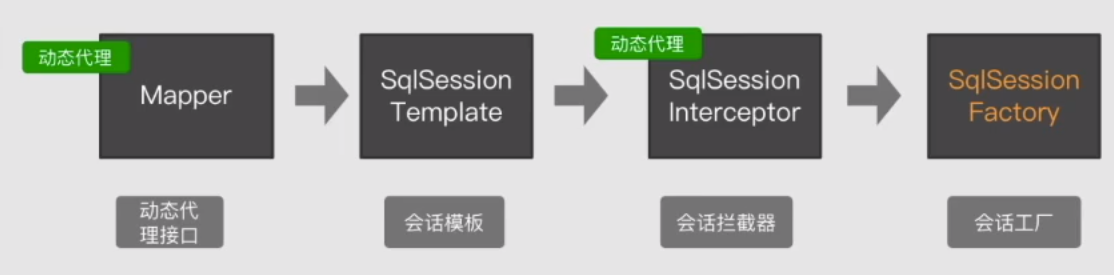 动态代理
Mapper
SqlSession
Template
动态代理
SqlSession
Interceptor
SqlSession
Factory
动态代
理接口
会话模板
会话拦截器
会话工厂